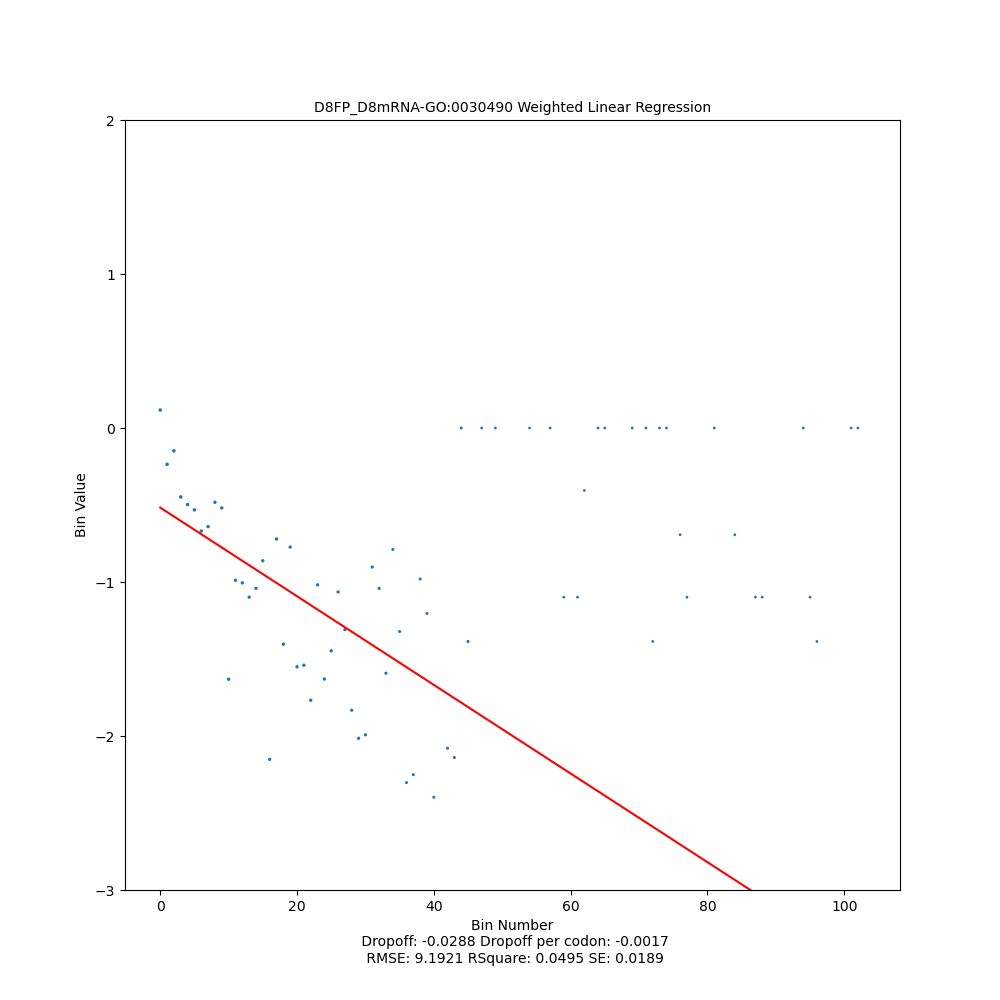 D8FP_D8mRNA-GO:0030490 Weighted Linear Regression
2
1
0
−1
−2
−3
Bin Value
0 20 40 60 80 100
Bin Number
Dropoff: -0.0288 Dropoff per codon: -0.0017
RMSE: 9.1921 RSquare: 0.0495 SE: 0.0189